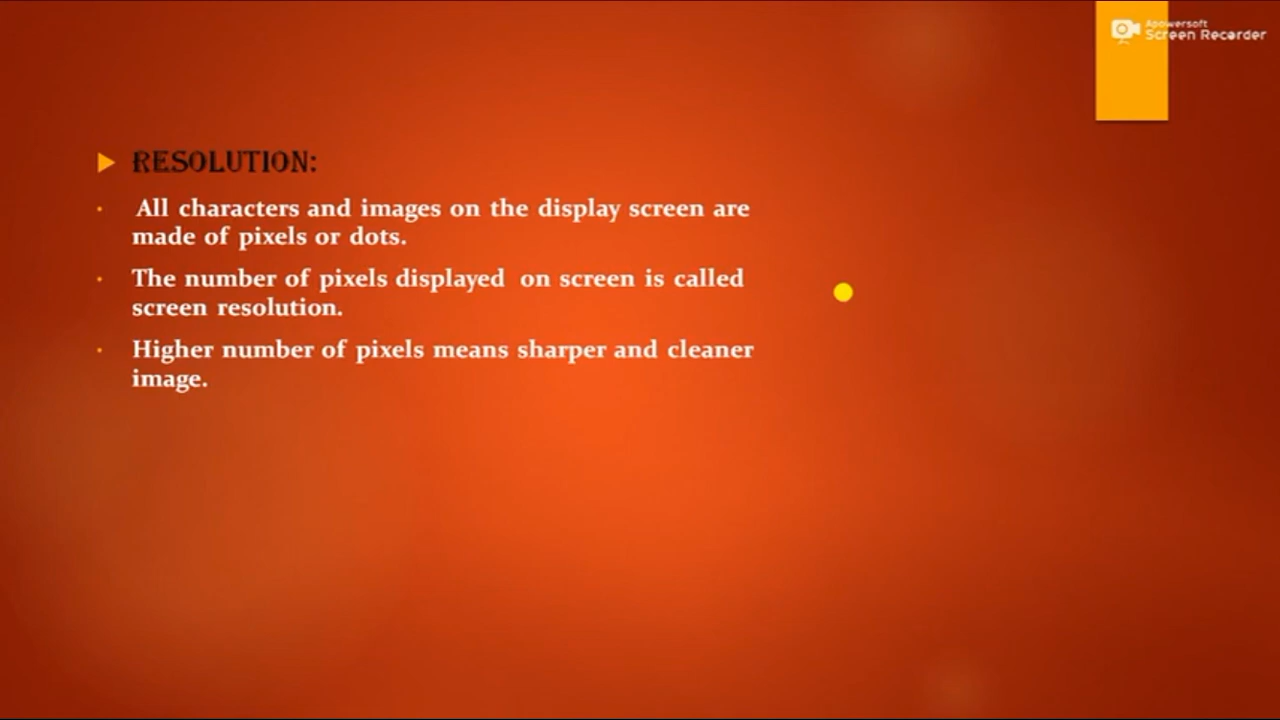 Apowersoft
Screen Recorder
RESOLUTION:
All characters and images on the display screen are
made of pixels or dots.
The number of pixels displayed on screen is called
screen resolution.
Higher number of pixels means sharper and cleaner
image.